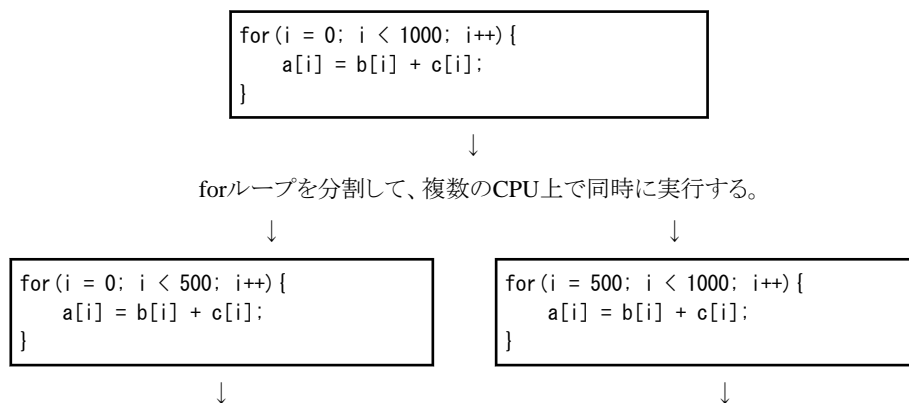 for(i = 0; i < 1000; i++){
    a[i] = b[i] + c[i];
}
↓
forループを分割して、複数のCPU上で同時に実行する。
↓ ↓
for(i = 0; i < 500; i++){
    a[i] = b[i] + c[i];
}
for(i = 500; i < 1000; i++){
    a[i] = b[i] + c[i];
}
↓ ↓